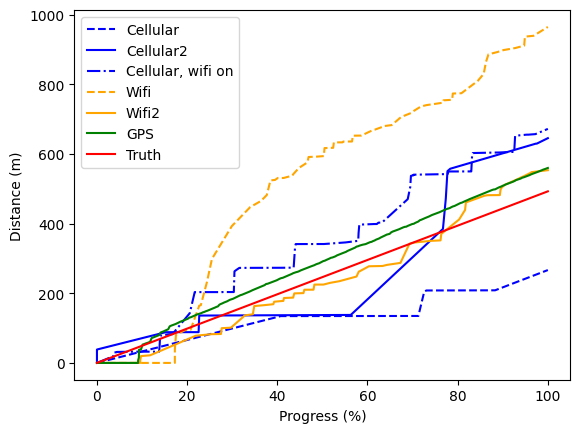 1000
800
600
400
200
0
Distance (m)
Cellular
Cellular2
Cellular, wifi on
Wifi
Wifi2
GPS
Truth
0 20 40 60 80 100
Progress (%)